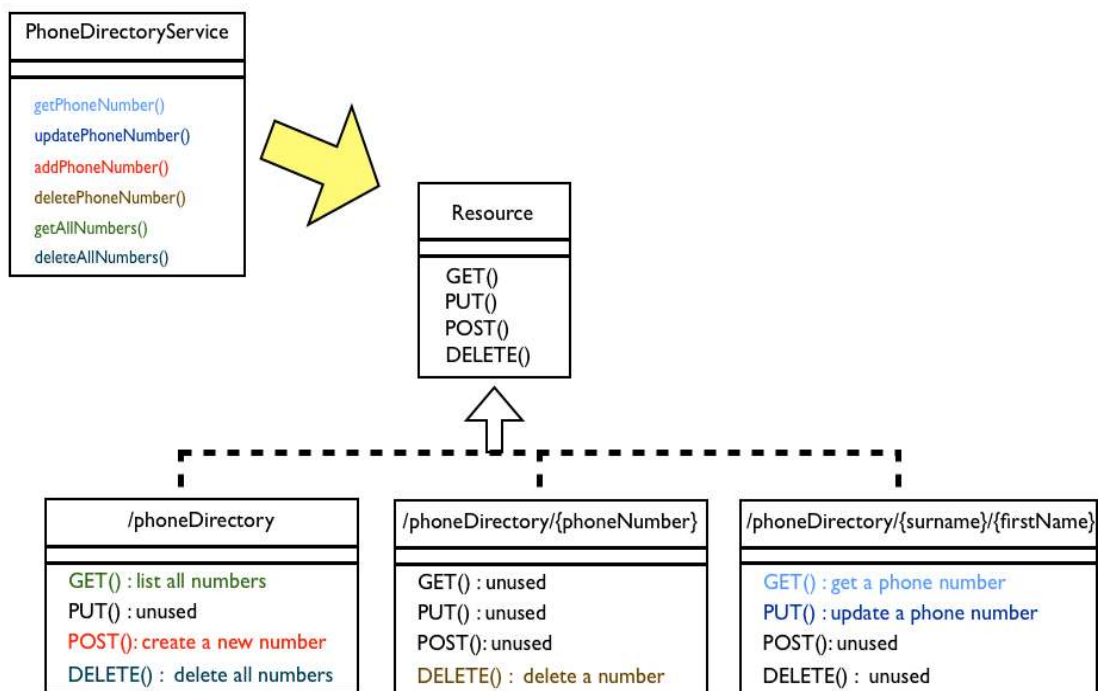 PhoneDirectoryService
getPhoneNumber()
updatePhoneNumber()
addPhoneNumber()
deletePhoneNumber()
getAllNumbers()
deleteAllNumbers()
Resource
GET()
PUT()
POST()
DELETE()
/phoneDirectory
GET() : list all numbers
PUT() : unused
POST(): create a new number
DELETE() : delete all numbers
/phoneDirectory/{phoneNumber}
GET() : unused
PUT() : unused
POST(): unused
DELETE() : delete a number
/phoneDirectory/{surname}/{firstName}
GET() : get a phone number
PUT() : update a phone number
POST(): unused
DELETE() : unused